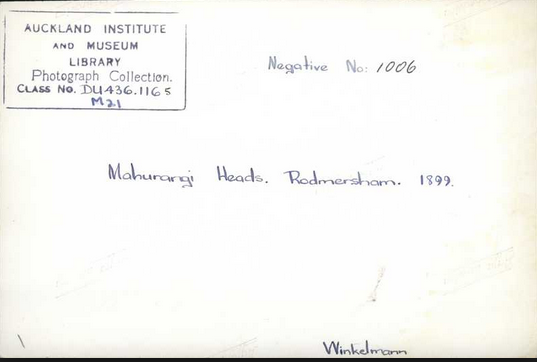 AUCKLAND INSTITUTE
AND MUSEUM
LIBRARY
Photograph Collection.
CLASS NO. DU436.1165
M21
Negative No: 1006
Mahurangi Heads. Rodmersham. 1899.
Winkelmann